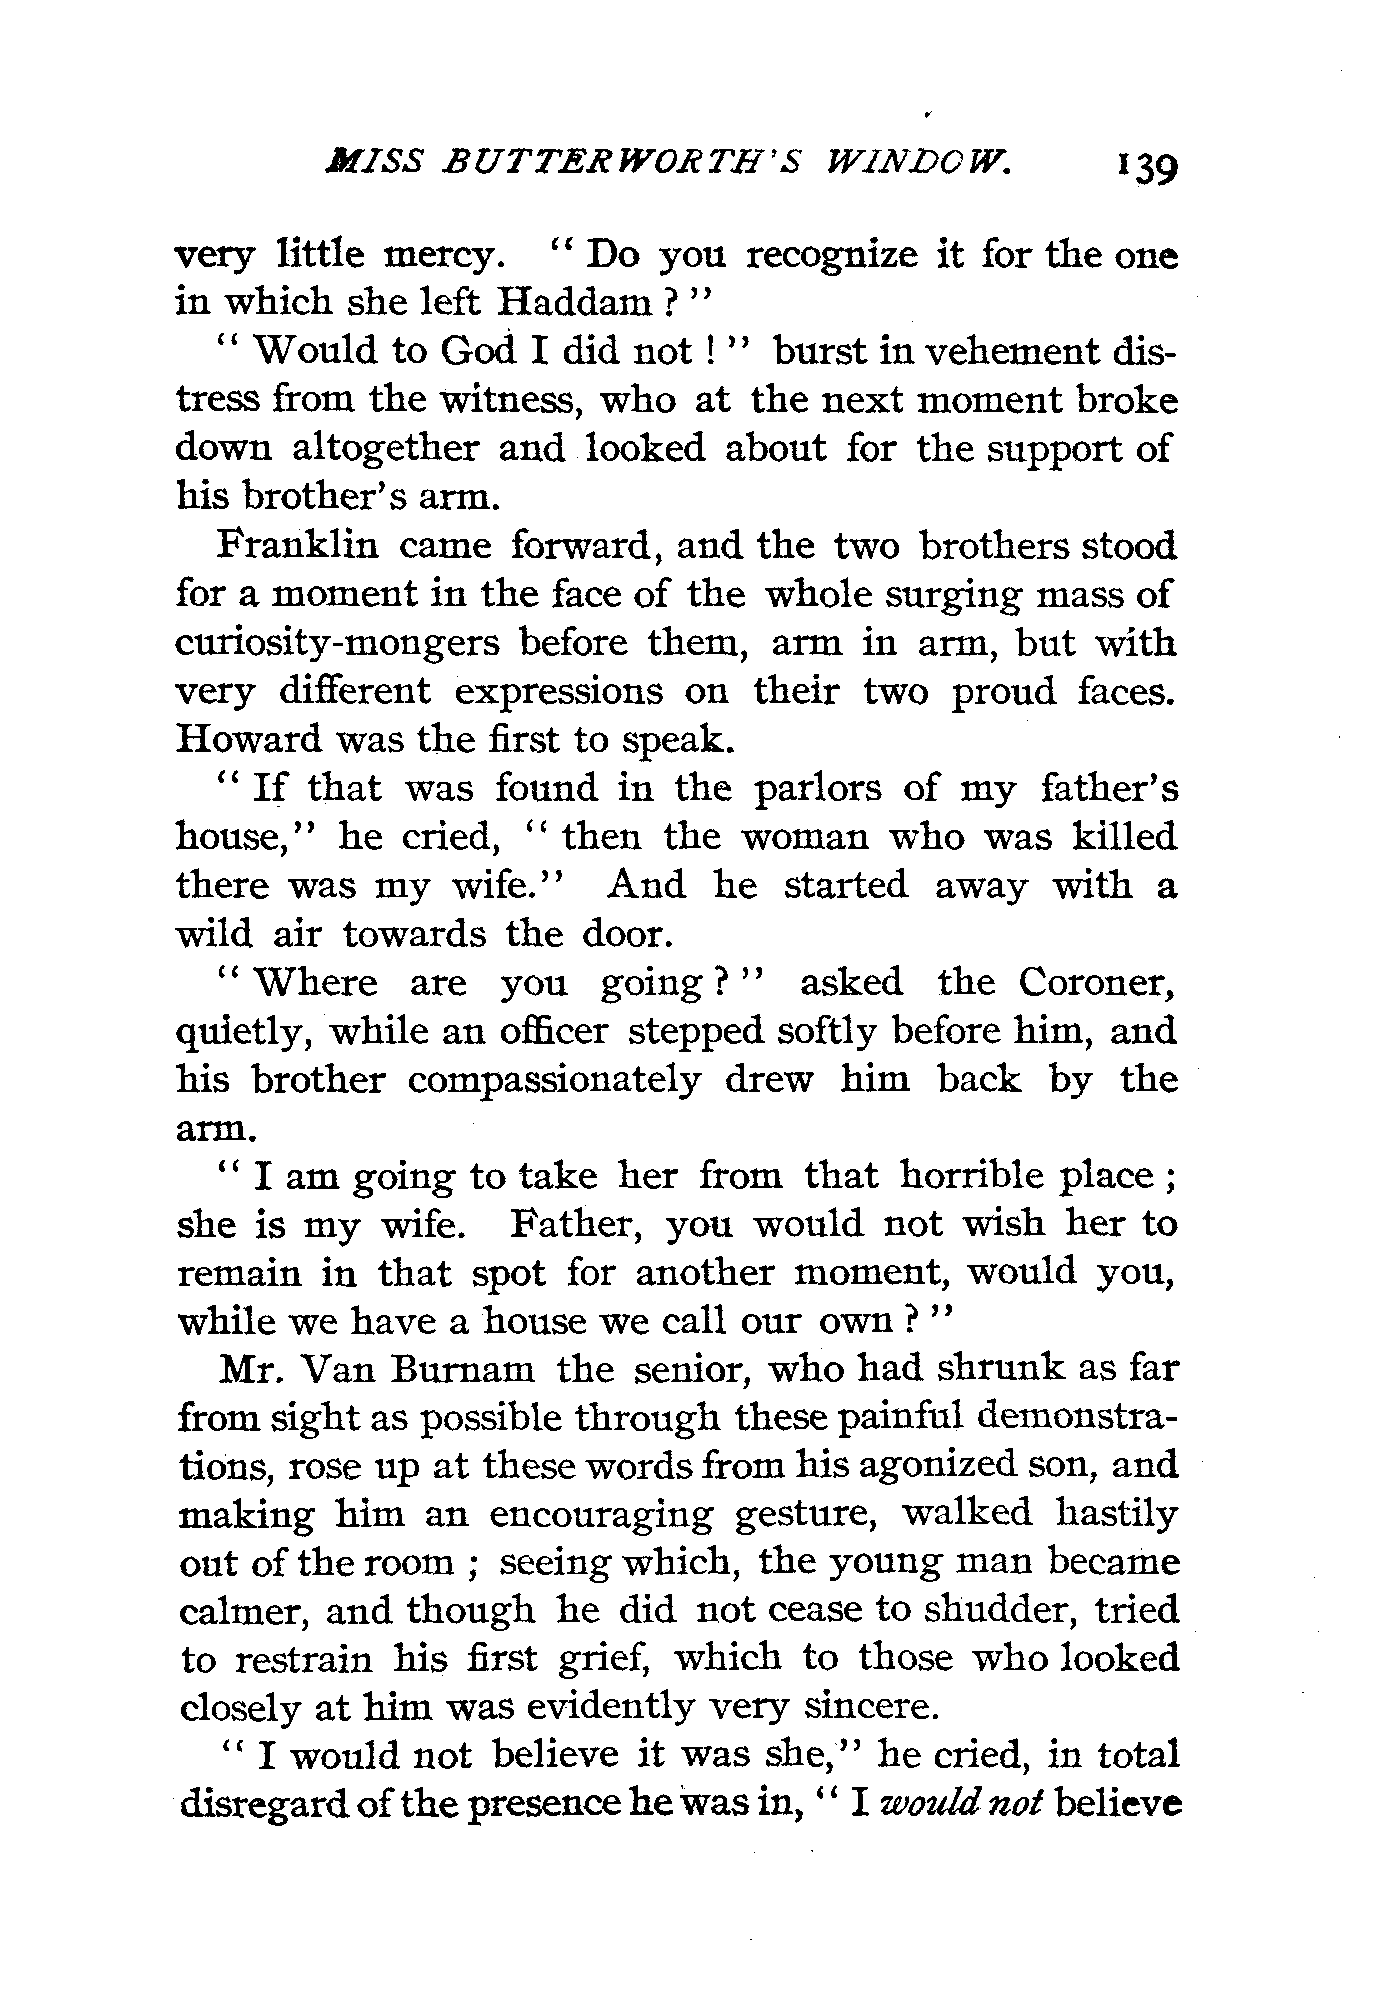 MISS BUTTERWORTH'S WINDOW. 139
very little mercy. “ Do you recognize it for the one
in which she left Haddam ? ”
“ Would to God I did not ! ” burst in vehement dis-
tress from the witness, who at the next moment broke
down altogether and looked about for the support of
his brother’s arm.
Franklin came forward, and the two brothers stood
for a moment in the face of the whole surging mass of
curiosity-mongers before them, arm in arm, but with
very different expressions on their two proud faces.
Howard was the first to speak.
“ If that was found in the parlors of my father’s
house,” he cried, “ then the woman who was killed
there was my wife.” And he started away with a
wild air towards the door.
“ Where are you going ? ” asked the Coroner,
quietly, while an officer stepped softly before him, and
his brother compassionately drew him back by the
arm.
“ I am going to take her from that horrible place ;
she is my wife. Father, you would not wish her to
remain in that spot for another moment, would you,
while we have a house we call our own ? ”
Mr. Van Burnam the senior, who had shrunk as far
from sight as possible through these painful demonstra-
tions, rose up at these words from his agonized son, and
making him an encouraging gesture, walked hastily
out of the room ; seeing which, the young man became
calmer, and though he did not cease to shudder, tried
to restrain his first grief, which to those who looked
closely at him was evidently very sincere.
“ I would not believe it was she,” he cried, in total
disregard of the presence he was in, “ I would not believe